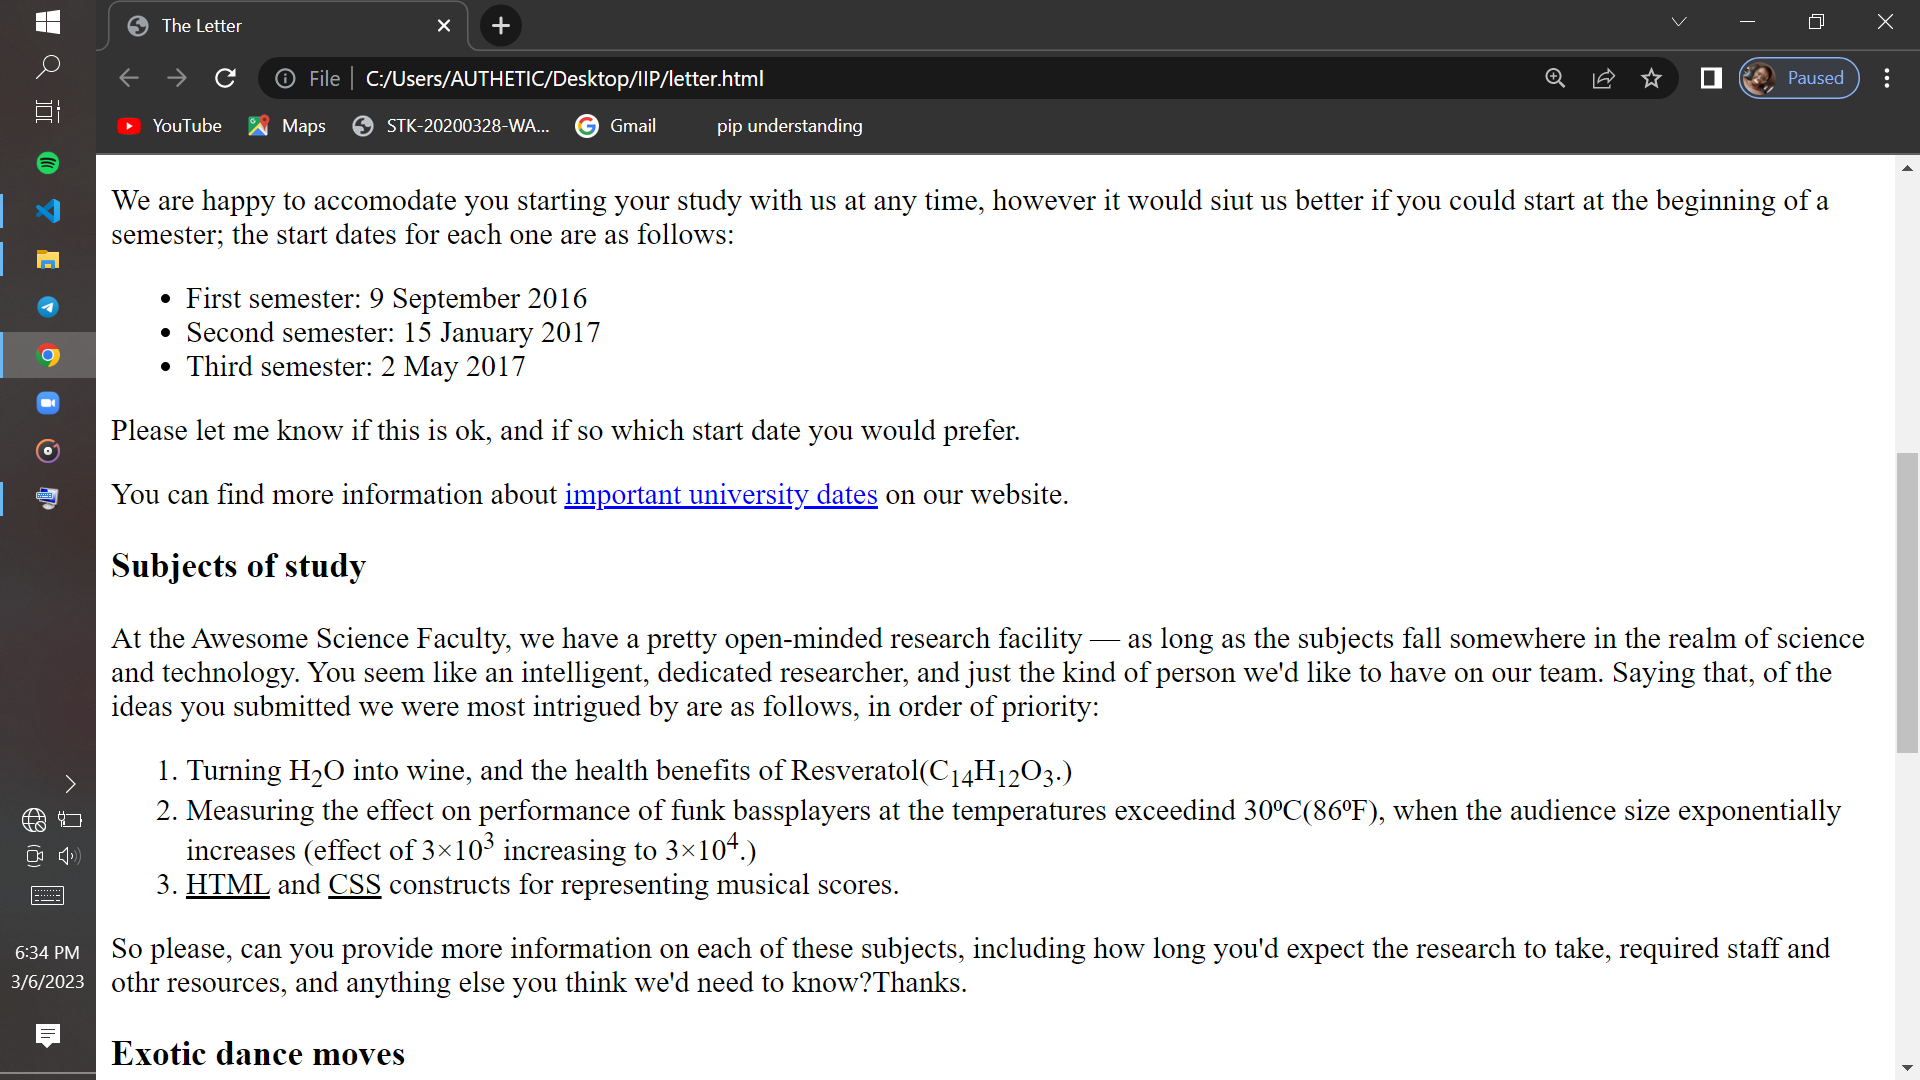 The Letter
File C:/Users/AUTHETIC/Desktop/IIP/letter.html
Paused
YouTube Maps STK-20200328-WA... Gmail pip understanding
We are happy to accomodate you starting your study with us at any time, however it would siut us better if you could start at the beginning of a
semester; the start dates for each one are as follows:
• First semester: 9 September 2016
• Second semester: 15 January 2017
• Third semester: 2 May 2017
Please let me know if this is ok, and if so which start date you would prefer.
You can find more information about important university dates on our website.
Subjects of study
At the Awesome Science Faculty, we have a pretty open-minded research facility — as long as the subjects fall somewhere in the realm of science
and technology. You seem like an intelligent, dedicated researcher, and just the kind of person we'd like to have on our team. Saying that, of the
ideas you submitted we were most intrigued by are as follows, in order of priority:
1. Turning H₂O into wine, and the health benefits of Resveratol(C₁₄H₁₂O₃.)
2. Measuring the effect on performance of funk bassplayers at the temperatures exceedind 30⁰C(86⁰F), when the audience size exponentially
increases (effect of 3×10³ increasing to 3×10⁴.)
3. HTML and CSS constructs for representing musical scores.
So please, can you provide more information on each of these subjects, including how long you'd expect the research to take, required staff and
othr resources, and anything else you think we'd need to know?Thanks.
Exotic dance moves
6:34 PM
3/6/2023